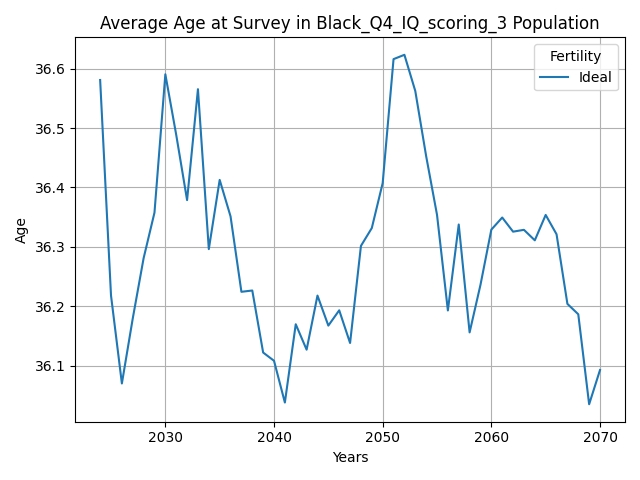 Average Age at Survey in Black_Q4_IQ_scoring_3 Population
Fertility
Ideal
36.6
36.5
36.4
36.3
36.2
36.1
Age
2030 2040 2050 2060 2070
Years